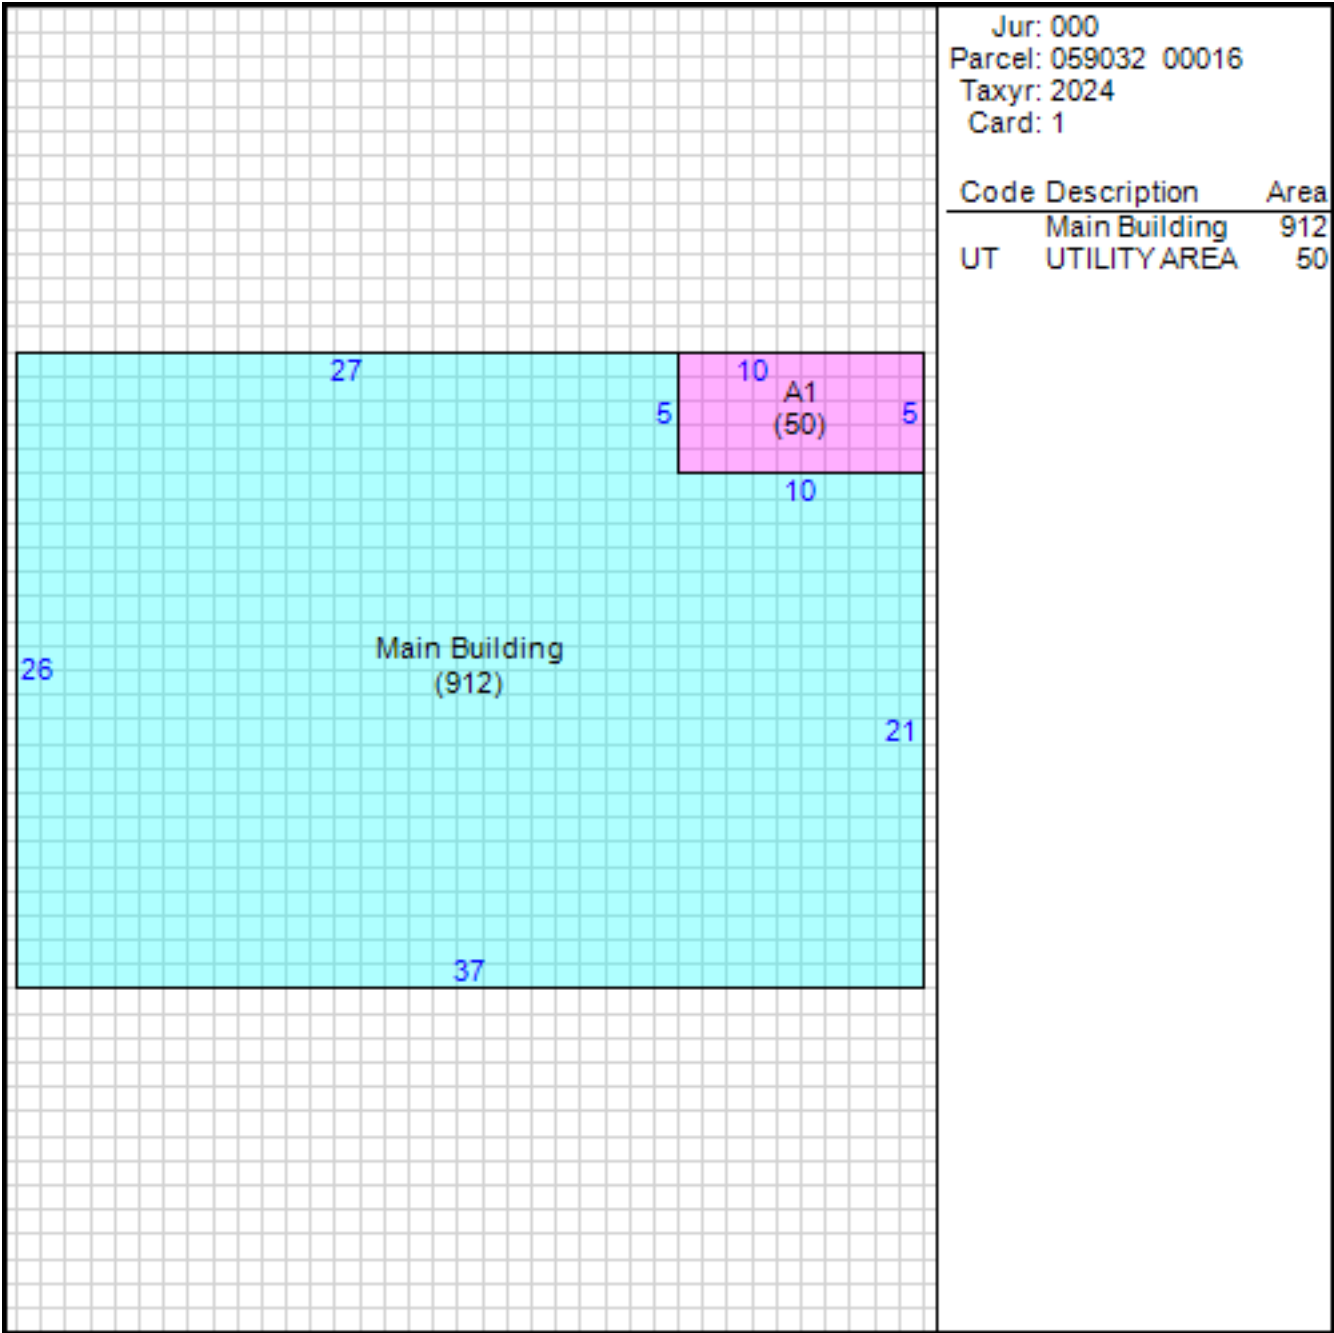 Jur: 000
Parcel: 059032 00016
Taxyr: 2024
Card: 1
Code Description Area
Main Building 912
UT UTILITY AREA 50
27
10
A1
5
(50)
5
10
Main Building
26
(912)
21
37